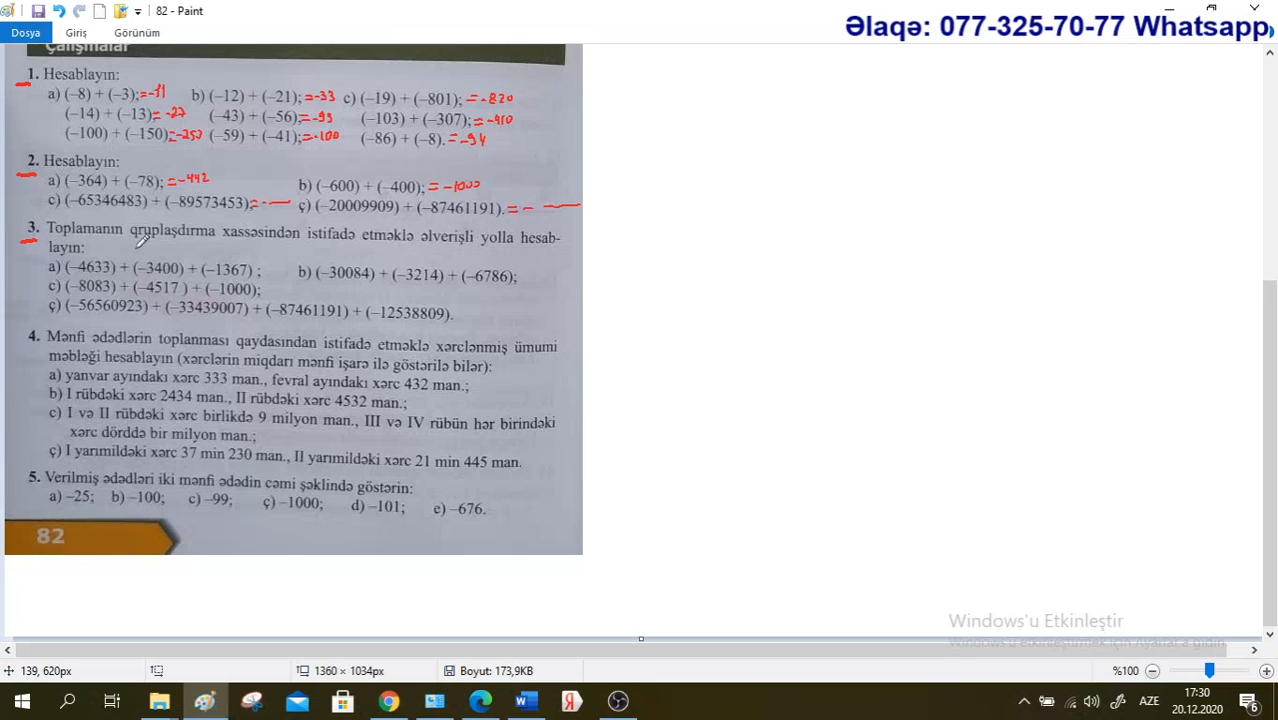 82 - Paint
Əlaqə: 077-325-70-77 Whatsapp
Dosya Giriş Görünüm
Çalışmalar
1. Hesablayın:
a) (–8) + (–3); =-11 b) (–12) + (–21); =-33 c) (–19) + (–801); =-820
(–14) + (–13) =-27 (–43) + (–56); =-99 (–103) + (–307); =-410
(–100) + (–150) =-250 (–59) + (–41); =-100 (–86) + (–8). =-94
2. Hesablayın:
a) (–364) + (–78); =-442 b) (–600) + (–400); =-1000
c) (–65346483) + (–89573453); =- ç) (–20009909) + (–87461191). =-
3. Toplamanın qruplaşdırma xassəsindən istifadə etməklə əlverişli yolla hesab-
layın:
a) (–4633) + (–3400) + (–1367) ; b) (–30084) + (–3214) + (–6786);
c) (–8083) + (–4517 ) + (–1000);
ç) (–56560923) + (–33439007) + (–87461191) + (–12538809).
4. Mənfi ədədlərin toplanması qaydasından istifadə etməklə xərclənmiş ümumi
məbləği hesablayın (xərclərin miqdarı mənfi işarə ilə göstərilə bilər):
a) yanvar ayındakı xərc 333 man., fevral ayındakı xərc 432 man.;
b) I rübdəki xərc 2434 man., II rübdəki xərc 4532 man.;
c) I və II rübdəki xərc birlikdə 9 milyon man., III və IV rübün hər birindəki
xərc dörddə bir milyon man.;
ç) I yarımildəki xərc 37 min 230 man., II yarımildəki xərc 21 min 445 man.
5. Verilmiş ədədləri iki mənfi ədədin cəmi şəklində göstərin:
a) –25; b) –100; c) –99; ç) –1000; d) –101; e) –676.
82
Windows'u Etkinleştir
Windows'u etkinleştirmek için Ayarlar'a gidin.
139, 620px 1360 × 1034px Boyut: 173,9KB %100
AZE 17:30
20.12.2020 6